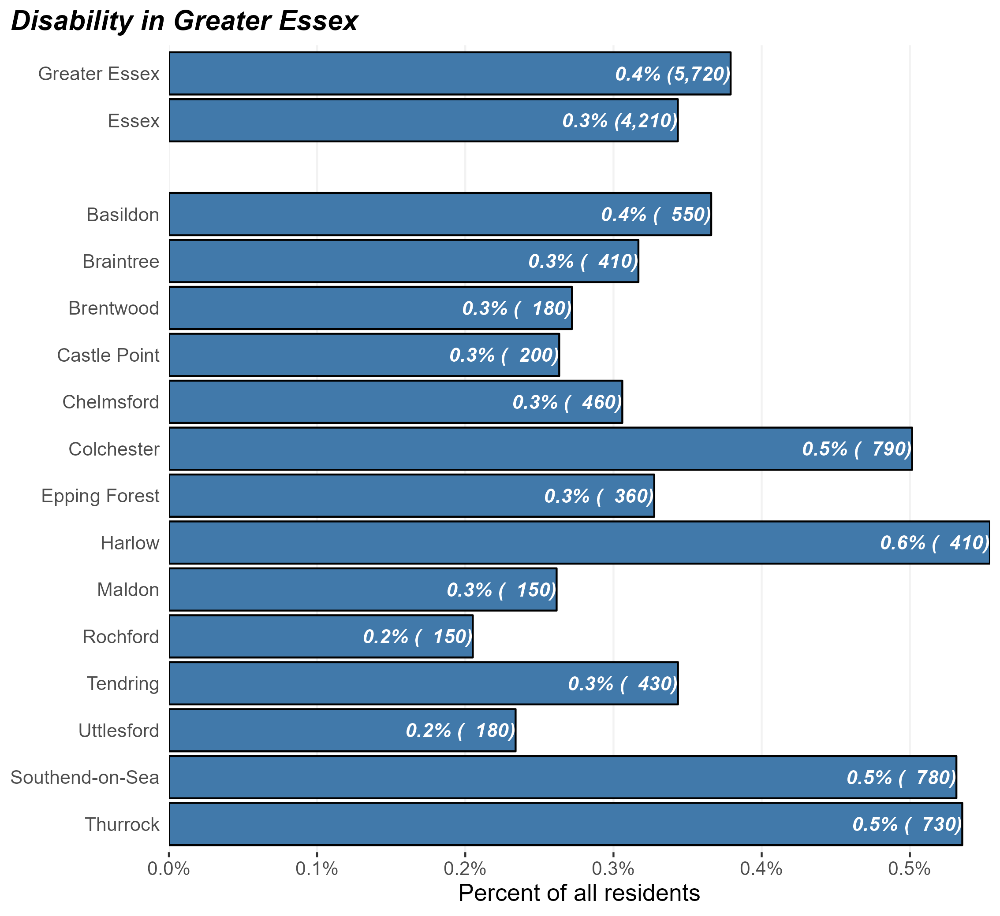 Disability in Greater Essex
Greater Essex 0.4% (5,720)
Essex 0.3% (4,210)
Basildon 0.4% (  550)
Braintree 0.3% (  410)
Brentwood 0.3% (  180)
Castle Point 0.3% (  200)
Chelmsford 0.3% (  460)
Colchester 0.5% (  790)
Epping Forest 0.3% (  360)
Harlow 0.6% (  410)
Maldon 0.3% (  150)
Rochford 0.2% (  150)
Tendring 0.3% (  430)
Uttlesford 0.2% (  180)
Southend-on-Sea 0.5% (  780)
Thurrock 0.5% (  730)
0.0% 0.1% 0.2% 0.3% 0.4% 0.5%
Percent of all residents